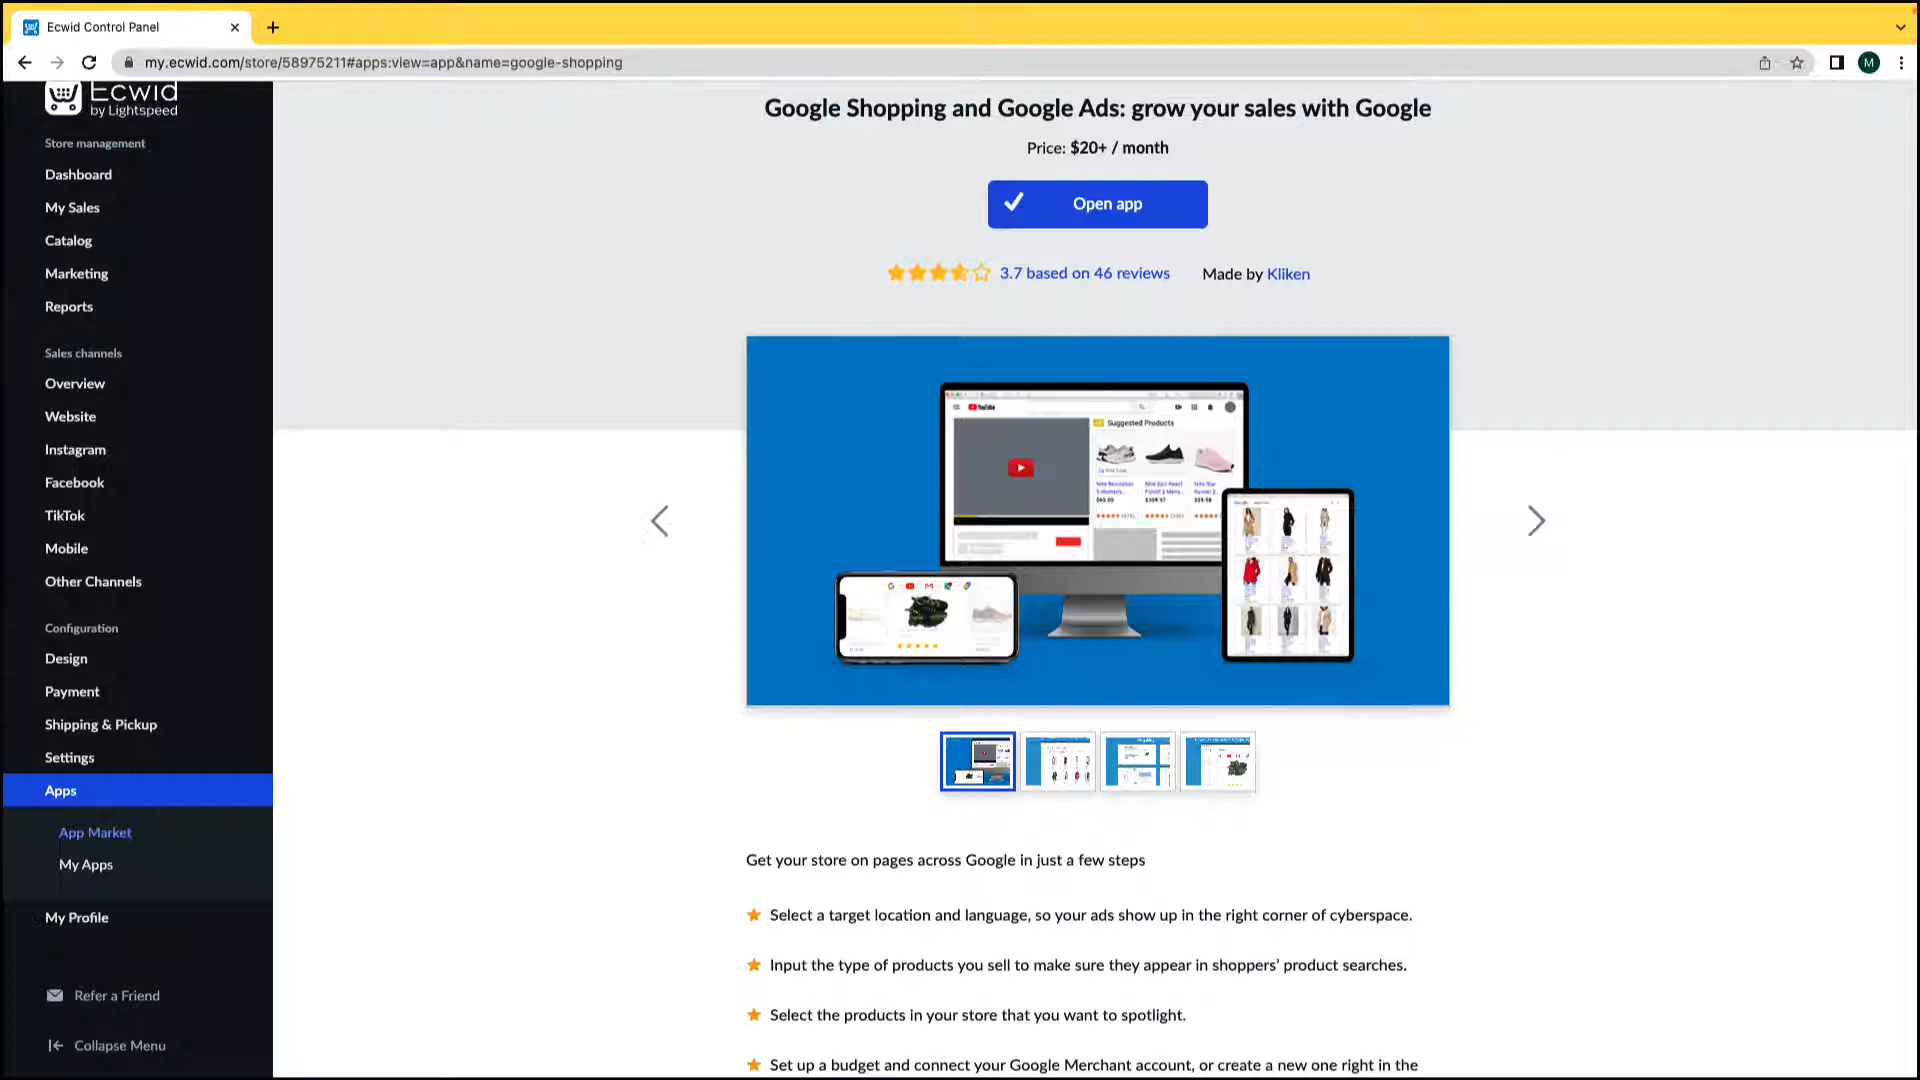 Ecwid Control Panel
my.ecwid.com/store/58975211#apps:view=app&name=google-shopping
M
Ecwid
by Lightspeed
Store management
Dashboard
My Sales
Catalog
Marketing
Reports
Sales channels
Overview
Website
Instagram
Facebook
TikTok
Mobile
Other Channels
Configuration
Design
Payment
Shipping & Pickup
Settings
Apps
App Market
My Apps
My Profile
Refer a Friend
Collapse Menu
Google Shopping and Google Ads: grow your sales with Google
Price: $20+ / month
Open app
3.7 based on 46 reviews
Made by Kliken
YouTube
Suggested Products
Get your store on pages across Google in just a few steps
Select a target location and language, so your ads show up in the right corner of cyberspace.
Input the type of products you sell to make sure they appear in shoppers’ product searches.
Select the products in your store that you want to spotlight.
Set up a budget and connect your Google Merchant account, or create a new one right in the